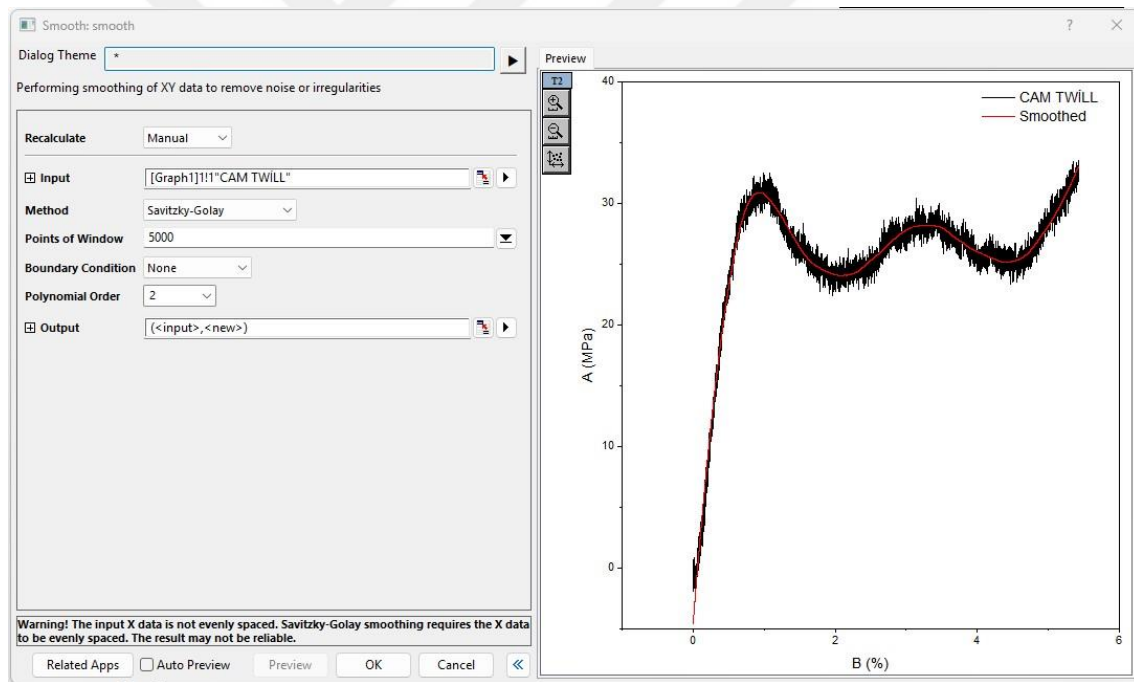 Smooth: smooth
?
Dialog Theme *
Performing smoothing of XY data to remove noise or irregularities
Recalculate Manual
Input [Graph1]1!1"CAM TWİLL"
Method Savitzky-Golay
Points of Window 5000
Boundary Condition None
Polynomial Order 2
Output (<input>,<new>)
Warning! The input X data is not evenly spaced. Savitzky-Golay smoothing requires the X data
to be evenly spaced. The result may not be reliable.
Related Apps Auto Preview Preview OK Cancel
Preview
T2
CAM TWİLL
Smoothed
40
30
20
10
0
A (MPa)
0 2 4 6
B (%)